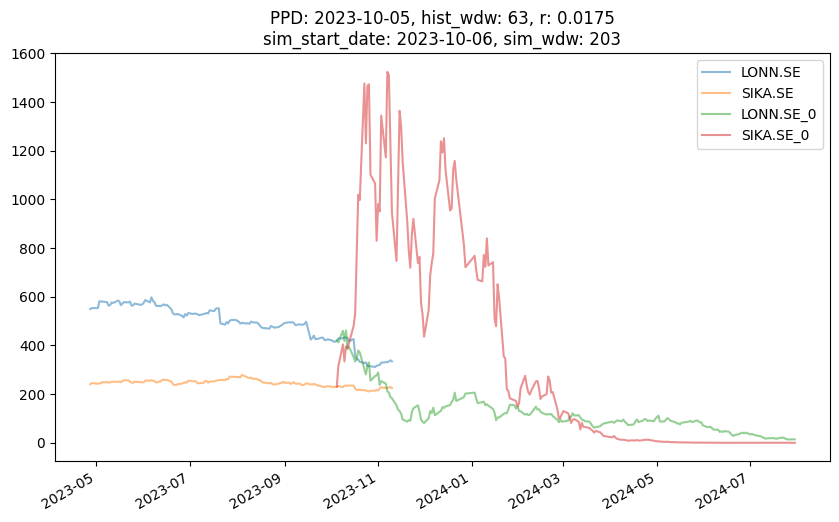 PPD: 2023-10-05, hist_wdw: 63, r: 0.0175
sim_start_date: 2023-10-06, sim_wdw: 203
1600
1400
1200
1000
800
600
400
200
0
LONN.SE
SIKA.SE
LONN.SE_0
SIKA.SE_0
2023-05
2023-07
2023-09
2023-11
2024-01
2024-03
2024-05
2024-07